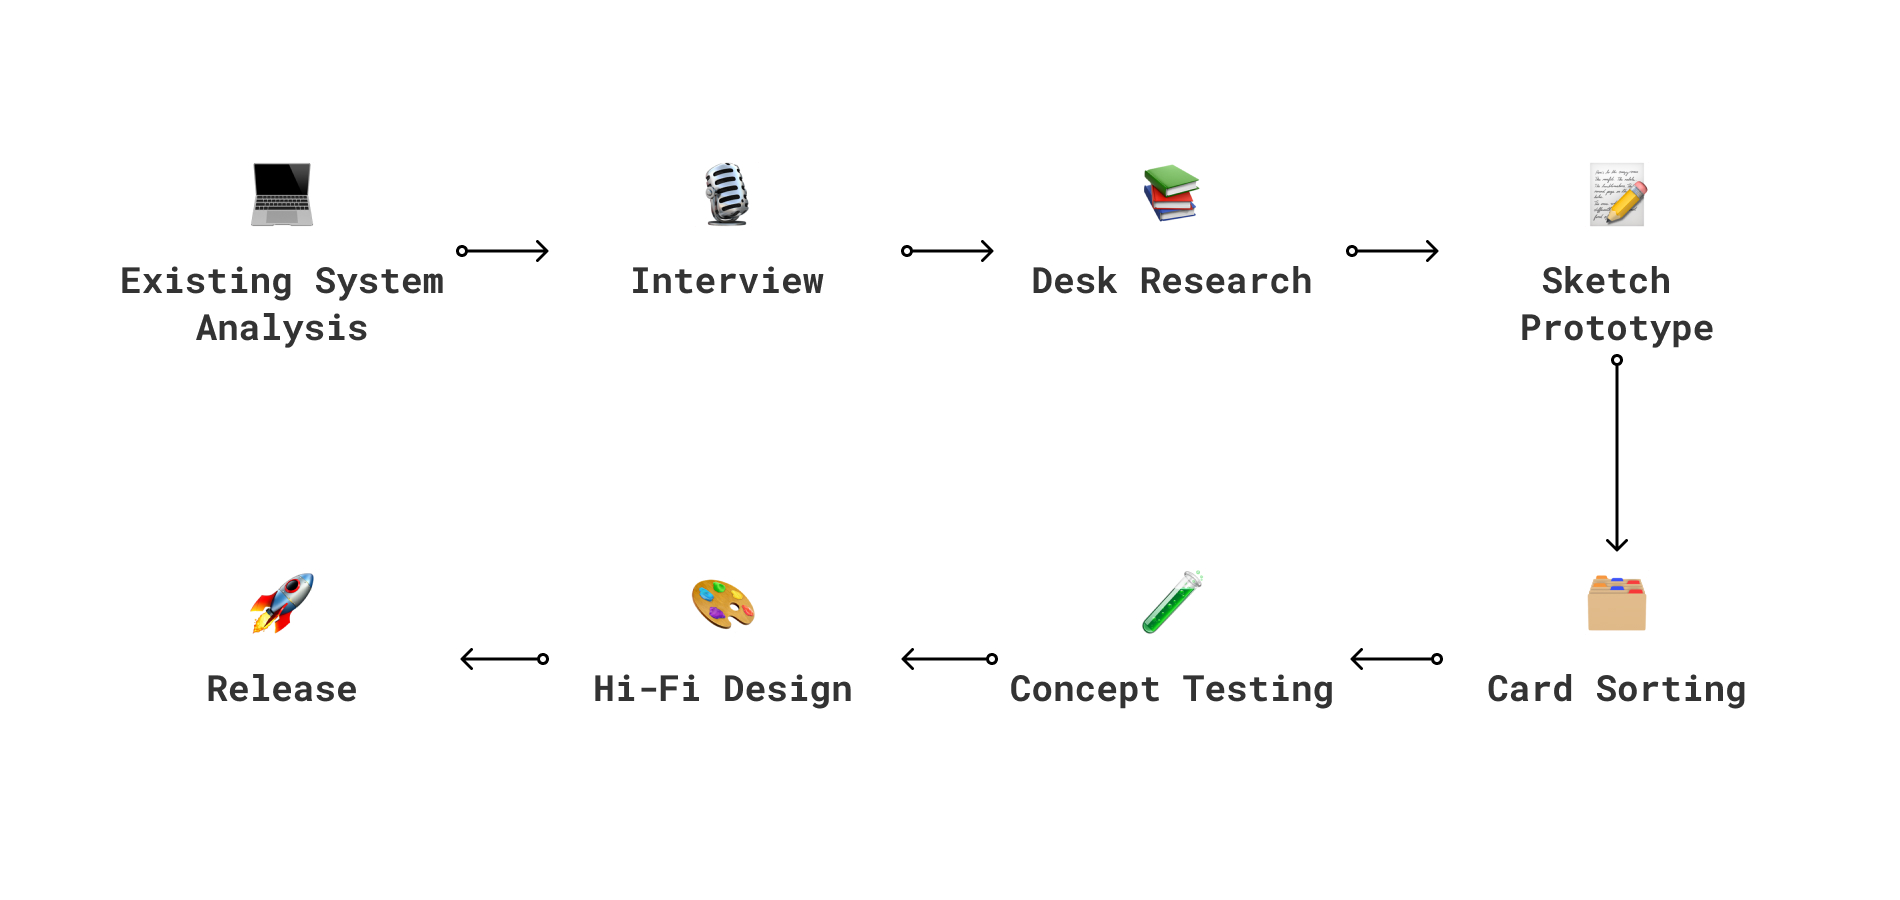 Existing System
Analysis
Interview
Desk Research
Sketch
Prototype
Release
Hi-Fi Design
Concept Testing
Card Sorting